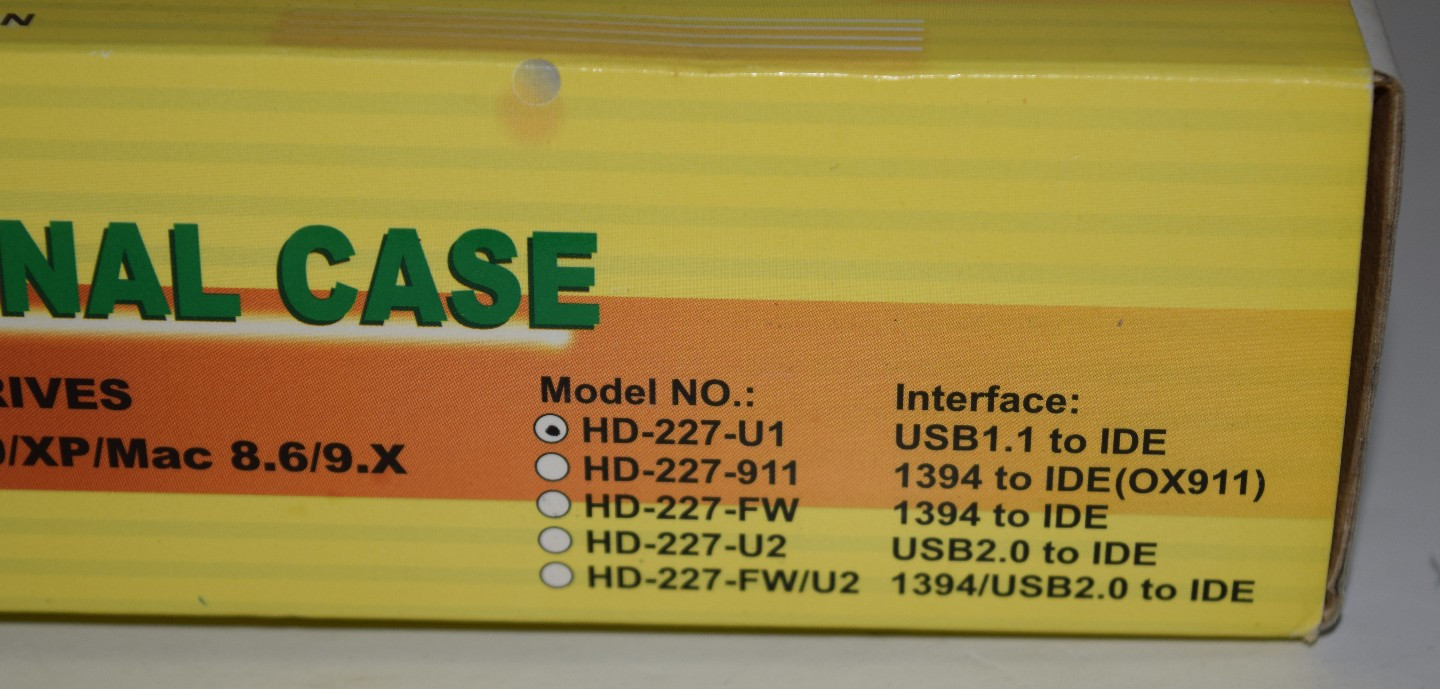 N
NAL CASE
RIVES
0/XP/Mac 8.6/9.X
Model NO.:
HD-227-U1
HD-227-911
HD-227-FW
HD-227-U2
HD-227-FW/U2
Interface:
USB1.1 to IDE
1394 to IDE(OX911)
1394 to IDE
USB2.0 to IDE
1394/USB2.0 to IDE